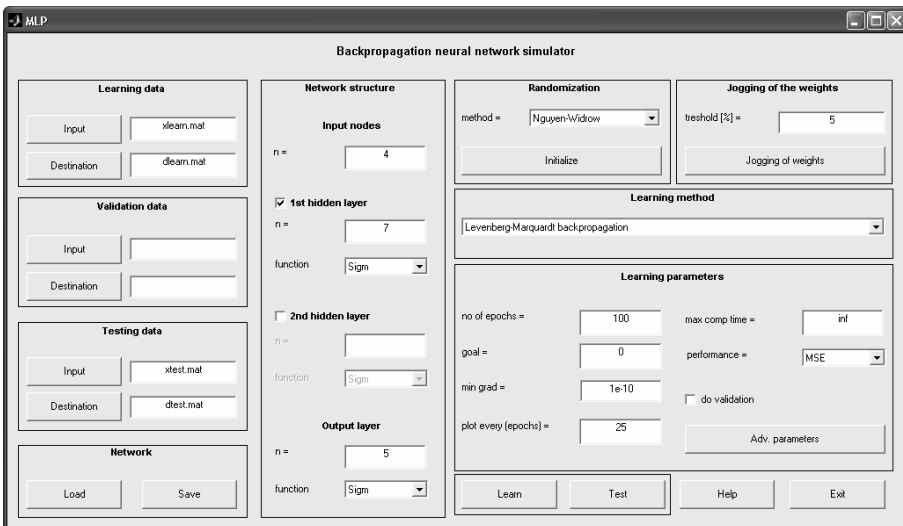 MLP
Backpropagation neural network simulator
Learning data
Input xlearn.mat
Destination dlearn.mat
Validation data
Input
Destination
Testing data
Input xtest.mat
Destination dtest.mat
Network
Load Save
Network structure
Input nodes
n = 4
1st hidden layer
n = 7
function Sigm
2nd hidden layer
n =
function Sigm
Output layer
n = 5
function Sigm
Randomization
method = Nguyen-Widrow
Initialize
Jogging of the weights
treshold [%] = 5
Jogging of weights
Learning method
Levenberg-Marquardt backpropagation
Learning parameters
no of epochs = 100
goal = 0
min grad = 1e-10
plot every (epochs) = 25
max comp time = inf
performance = MSE
do validation
Adv. parameters
Learn Test Help Exit